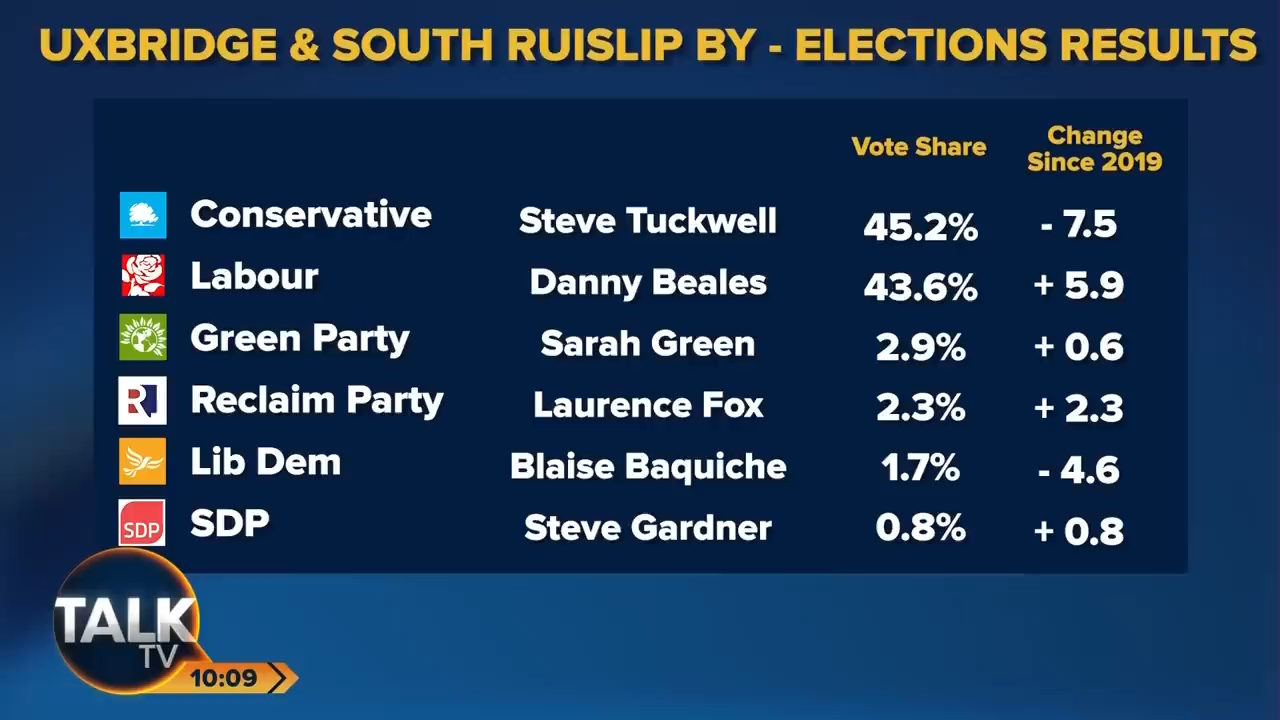 UXBRIDGE & SOUTH RUISLIP BY - ELECTIONS RESULTS
Vote Share Change
Since 2019
Conservative Steve Tuckwell 45.2% - 7.5
Labour Danny Beales 43.6% + 5.9
Green Party Sarah Green 2.9% + 0.6
R Reclaim Party Laurence Fox 2.3% + 2.3
Lib Dem Blaise Baquiche 1.7% - 4.6
SDP SDP Steve Gardner 0.8% + 0.8
TALK
TV
10:09